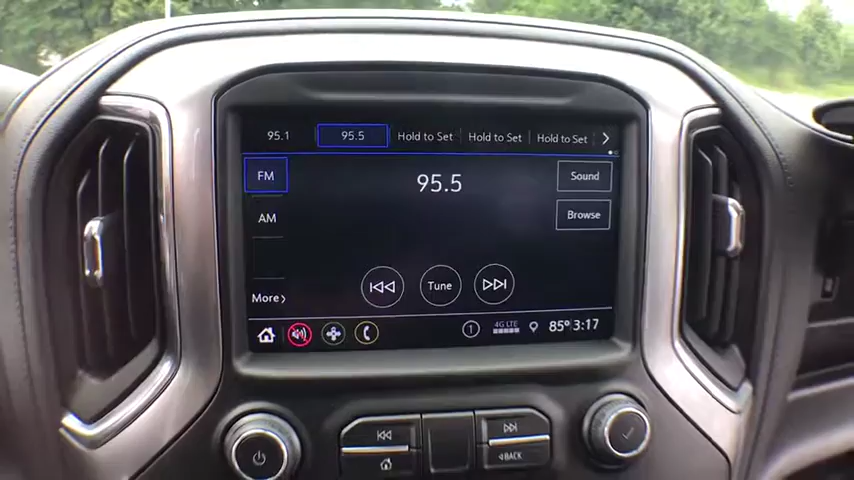 95.1 95.5 Hold to Set Hold to Set Hold to Set
FM 95.5 Sound
AM Browse
More
Tune
1 4G LTE 85° 3:17
BACK